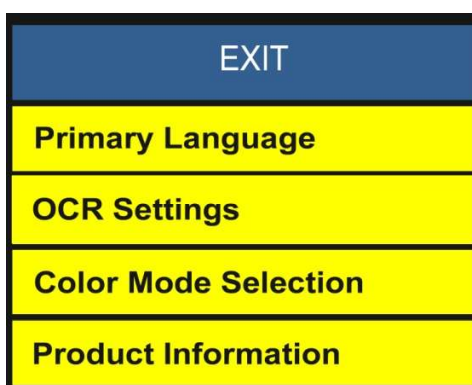 EXIT
Primary Language
OCR Settings
Color Mode Selection
Product Information